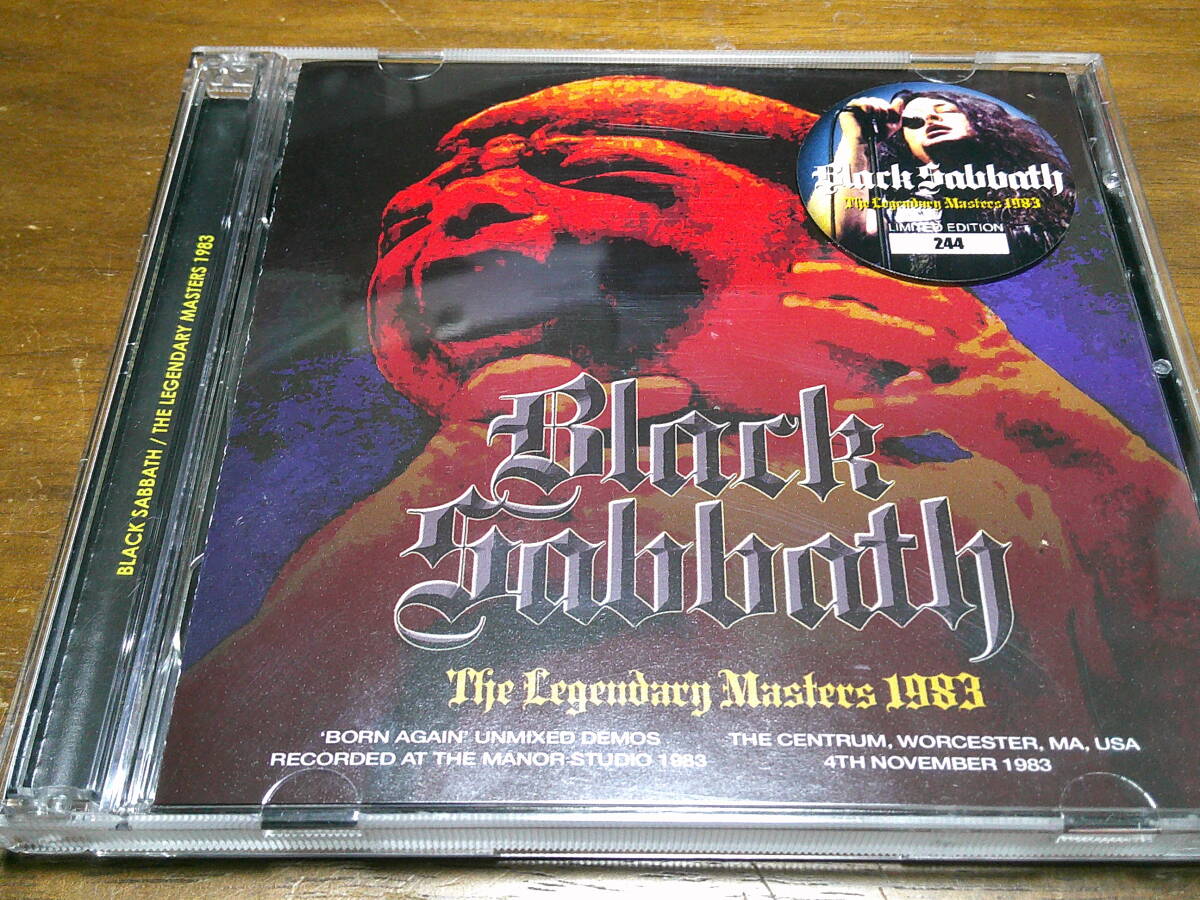 BLACK SABBATH / THE LEGENDARY MASTERS 1983
Black Sabbath
The Legendary Masters 1983
LIMITED EDITION
244
Black
Sabbath
The Legendary Masters 1983
'BORN AGAIN' UNMIXED DEMOS
RECORDED AT THE MANOR STUDIO 1983
THE CENTRUM, WORCESTER, MA, USA
4TH NOVEMBER 1983